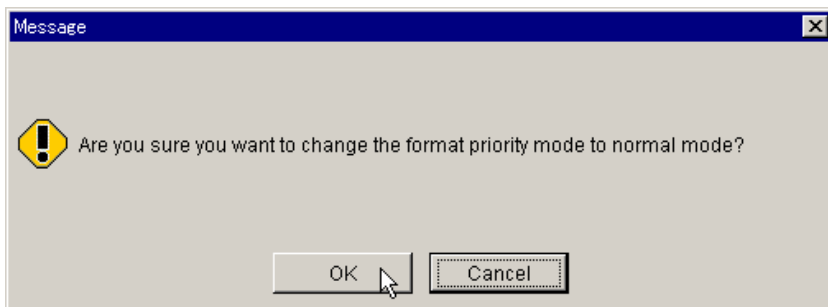 Message
Are you sure you want to change the format priority mode to normal mode?
OK
Cancel